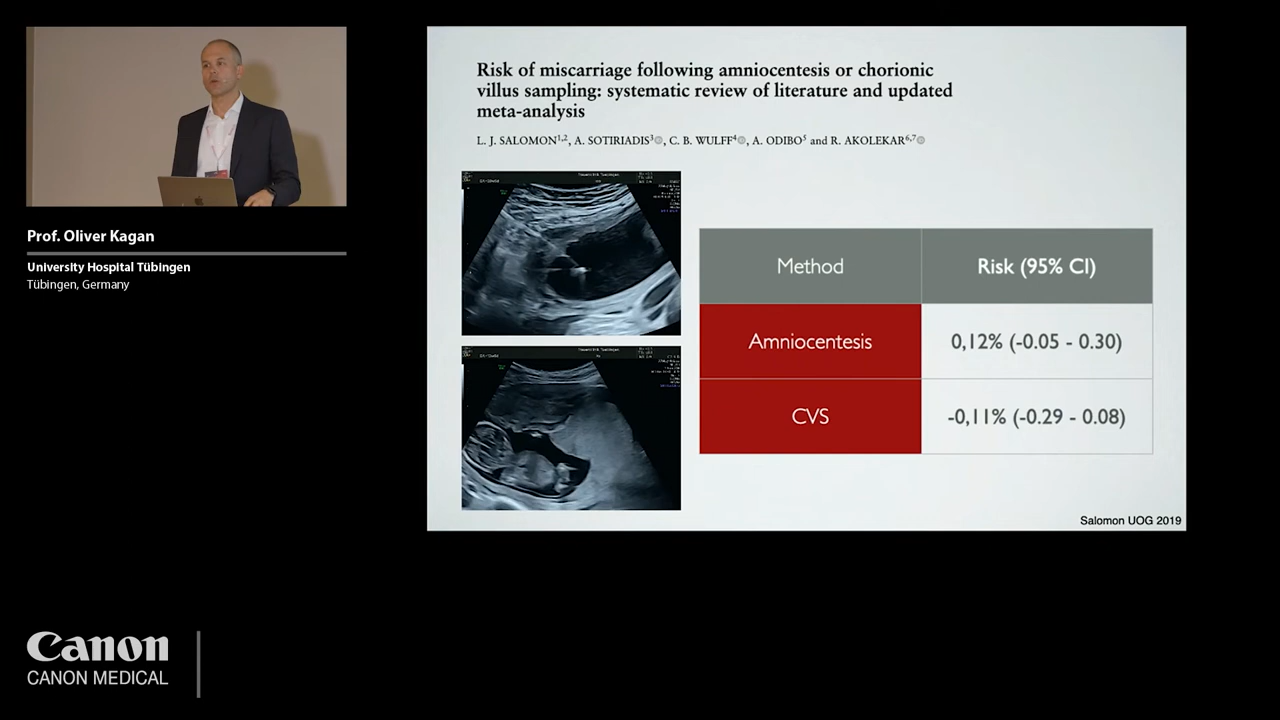 Prof. Oliver Kagan
University Hospital Tübingen
Tübingen, Germany
Canon
CANON MEDICAL
Risk of miscarriage following amniocentesis or chorionic
villus sampling: systematic review of literature and updated
meta-analysis
L. J. SALOMON1,2, A. SOTIRIADIS3, C. B. WULFF4, A. ODIBO5 and R. AKOLEKAR6,7
Method Risk (95% CI)
Amniocentesis 0,12% (-0.05 - 0.30)
CVS -0,11% (-0.29 - 0.08)
Salomon UOG 2019